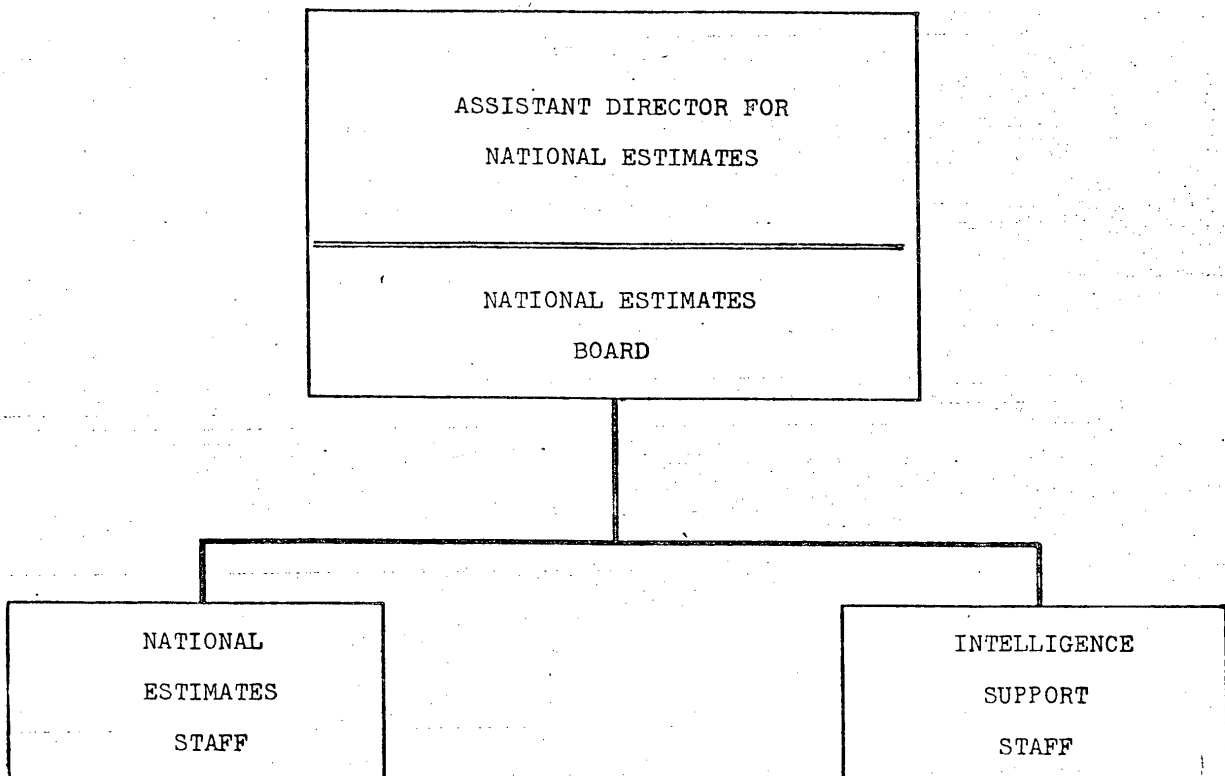 ASSISTANT DIRECTOR FOR
NATIONAL ESTIMATES
NATIONAL ESTIMATES
BOARD
NATIONAL
ESTIMATES
STAFF
INTELLIGENCE
SUPPORT
STAFF